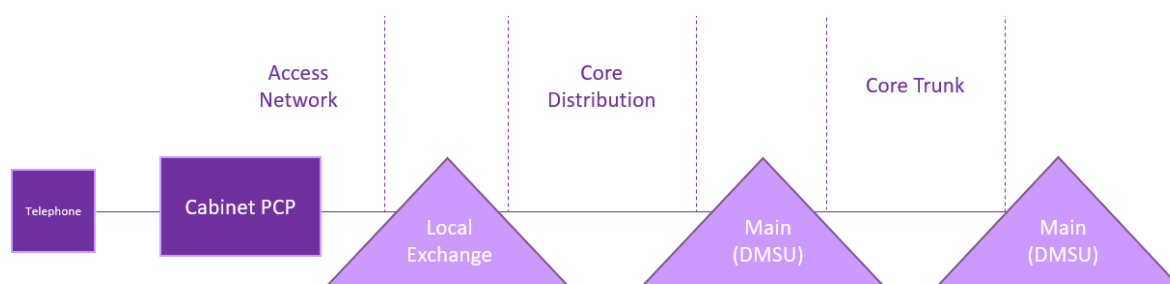 Access
Network
Core
Distribution
Core Trunk
Telephone
Cabinet PCP
Local
Exchange
Main
(DMSU)
Main
(DMSU)